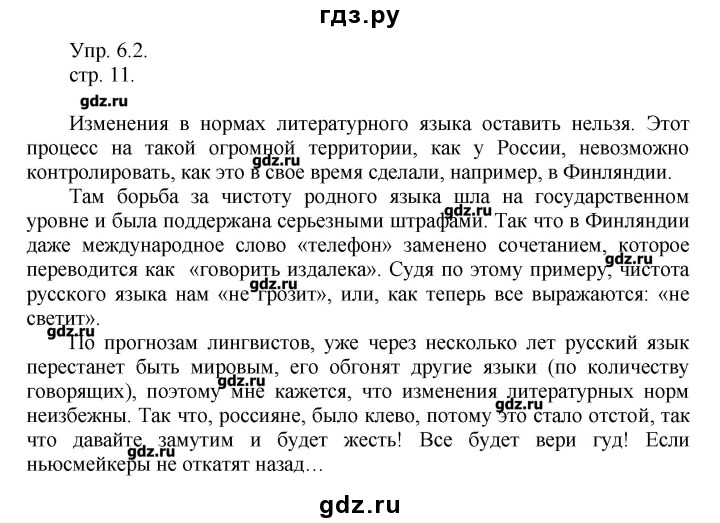 гдз.ру
Упр. 6.2.
стр. 11.
gdz.ru
Изменения в нормах литературного языка оставить нельзя. Этот
процесс на такой огромной территории, как у России, невозможно
gdz.ru
контролировать, как это в свое время сделали, например, в Финляндии.
Там борьба за чистоту родного языка шла на государственном
gdz.ru
уровне и была поддержана серьезными штрафами. Так что в Финляндии
даже международное слово «телефон» заменено сочетанием, которое
gdz.ru
переводится как «говорить издалека». Судя по этому примеру, чистота
gdz.ru
русского языка нам «не грозит», или, как теперь все выражаются: «не
светит».
gdz.ru
По прогнозам лингвистов, уже через несколько лет русский язык
перестанет быть мировым, его обгонят другие языки (по количеству
gdz.ru
говорящих), поэтому мне кажется, что изменения литературных норм
gdz.ru
неизбежны. Так что, россияне, было клево, потому это стало отстой, так
что давайте замутим и будет жесть! Все будет вери гуд! Если
gdz.ru
ньюсмейкеры не откатят назад…
gdz.ru